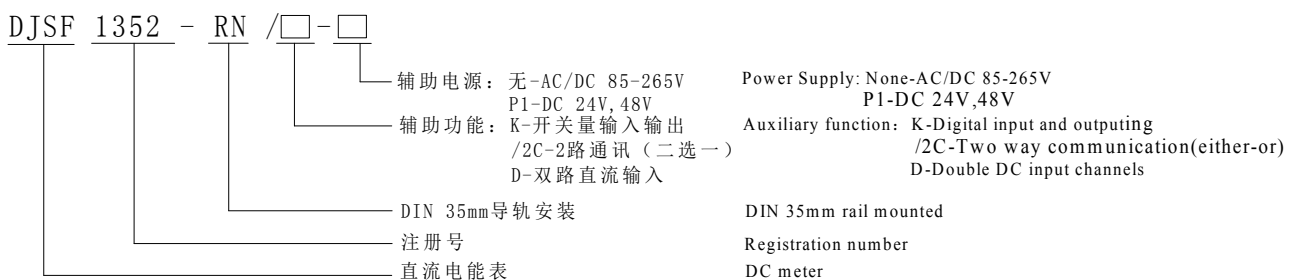 DJSF 1352 - RN /□-□
辅助电源：无-AC/DC 85-265V Power Supply: None-AC/DC 85-265V
P1-DC 24V,48V P1-DC 24V,48V
辅助功能：K-开关量输入输出 Auxiliary function：K-Digital input and outputing
/2C-2路通讯（二选一） /2C-Two way communication(either-or)
D-双路直流输入 D-Double DC input channels
DIN 35mm导轨安装 DIN 35mm rail mounted
注册号 Registration number
直流电能表 DC meter